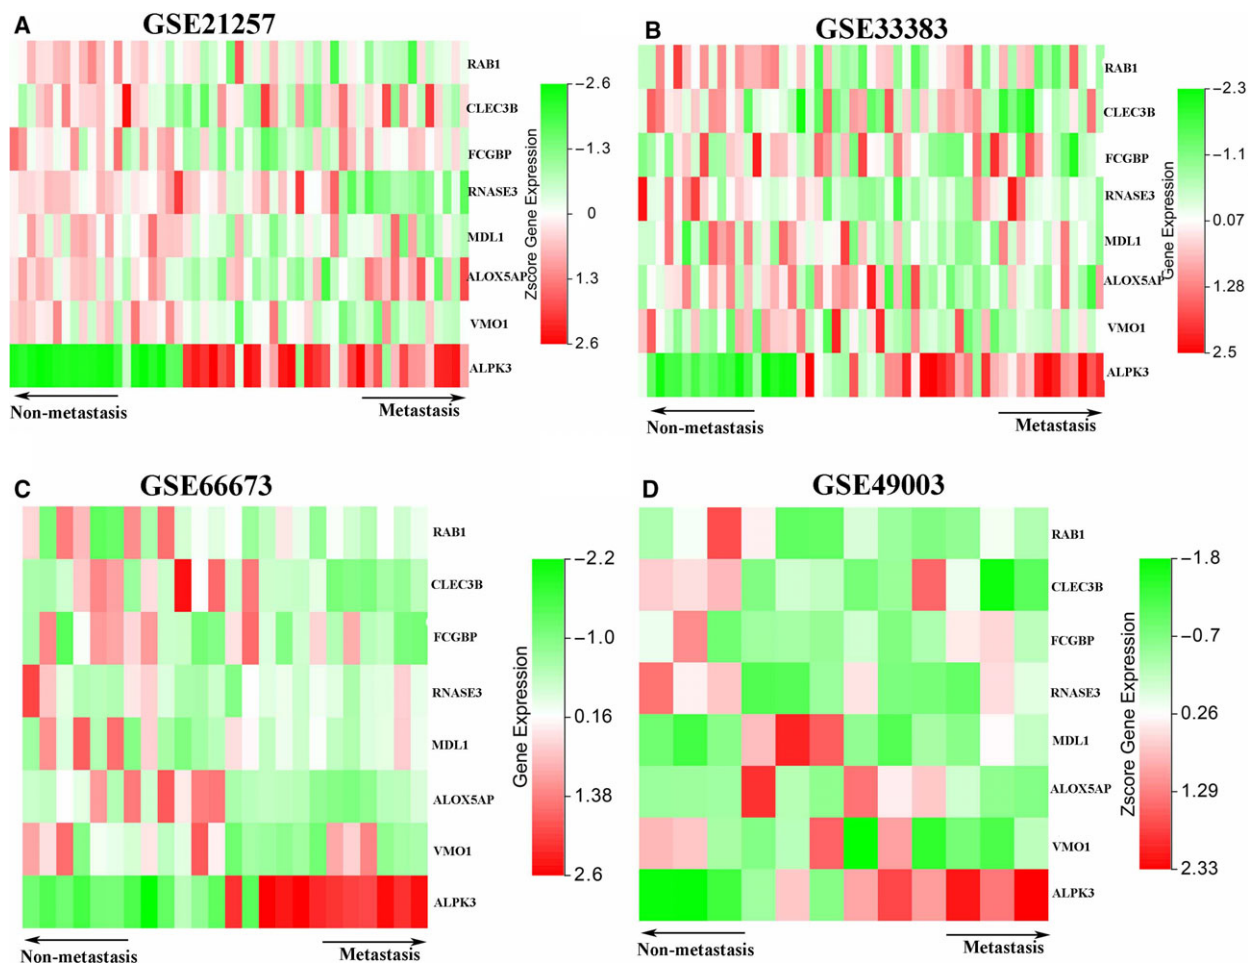 A
GSE21257
RAB1
CLEC3B
FCGBP
RNASE3
MDL1
ALOX5AP
VMO1
ALPK3
Zscore Gene Expression
−2.6
−1.3
0
1.3
2.6
Non-metastasis
Metastasis
B
GSE33383
RAB1
CLEC3B
FCGBP
RNASE3
MDL1
ALOX5AP
VMO1
ALPK3
Gene Expression
−2.3
−1.1
0.07
1.28
2.5
Non-metastasis
Metastasis
C
GSE66673
RAB1
CLEC3B
FCGBP
RNASE3
MDL1
ALOX5AP
VMO1
ALPK3
Gene Expression
−2.2
−1.0
0.16
1.38
2.6
Non-metastasis
Metastasis
D
GSE49003
RAB1
CLEC3B
FCGBP
RNASE3
MDL1
ALOX5AP
VMO1
ALPK3
Zscore Gene Expression
−1.8
−0.7
0.26
1.29
2.33
Non-metastasis
Metastasis